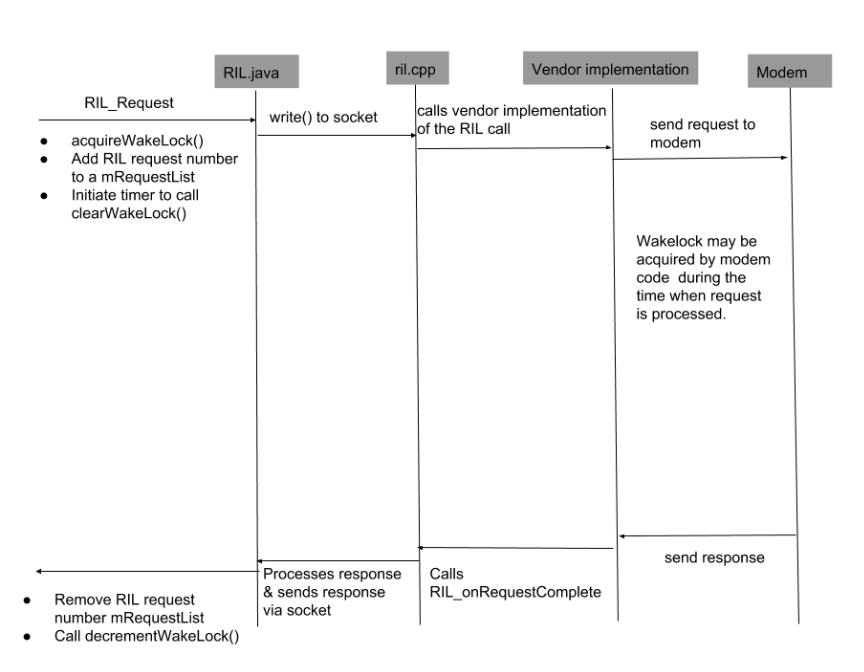 RIL.java
ril.cpp
Vendor implementation
Modem
RIL_Request
● acquireWakeLock()
● Add RIL request number
to a mRequestList
● Initiate timer to call
clearWakeLock()
write() to socket
calls vendor implementation
of the RIL call
send request to
modem
Wakelock may be
acquired by modem
code during the
time when request
is processed.
send response
Calls
RIL_onRequestComplete
Processes response
& sends response
via socket
● Remove RIL request
number mRequestList
● Call decrementWakeLock()